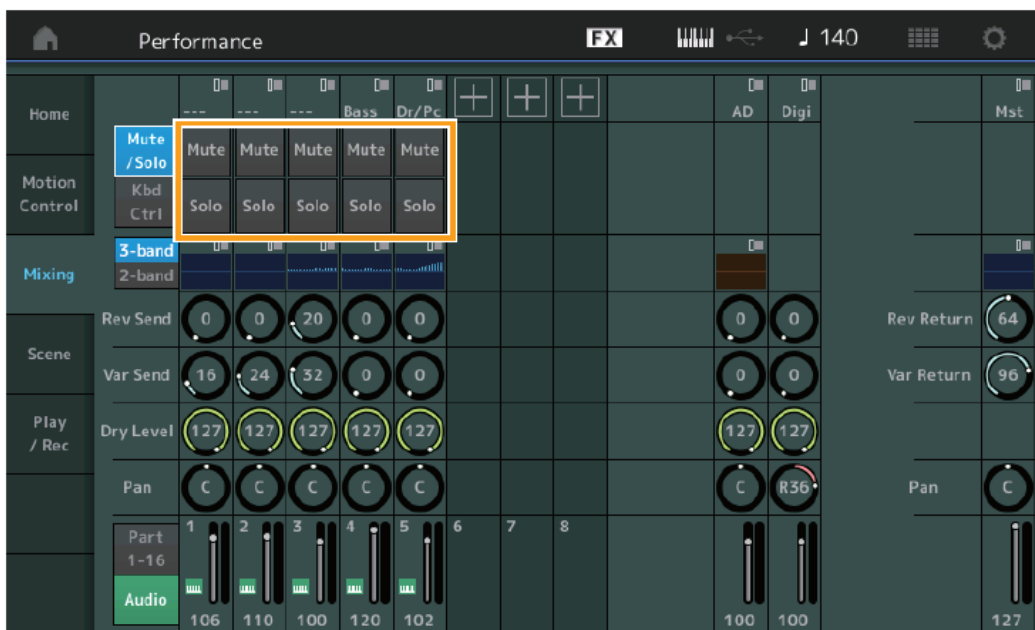 Performance FX 140
--- --- --- Bass Dr/Pc AD Digi Mst
Home
Mute
/Solo
Mute Mute Mute Mute Mute
Kbd
Ctrl
Solo Solo Solo Solo Solo
Motion
Control
3-band
2-band
Mixing
Rev Send 0 0 20 0 0 0 0 Rev Return 64
Scene
Var Send 16 24 32 0 0 0 0 Var Return 96
Play
/ Rec
Dry Level 127 127 127 127 127 127 127
Pan C C C C C C R36 Pan C
Part
1-16
1 2 3 4 5 6 7 8
Audio
106 110 100 120 102 100 100 127